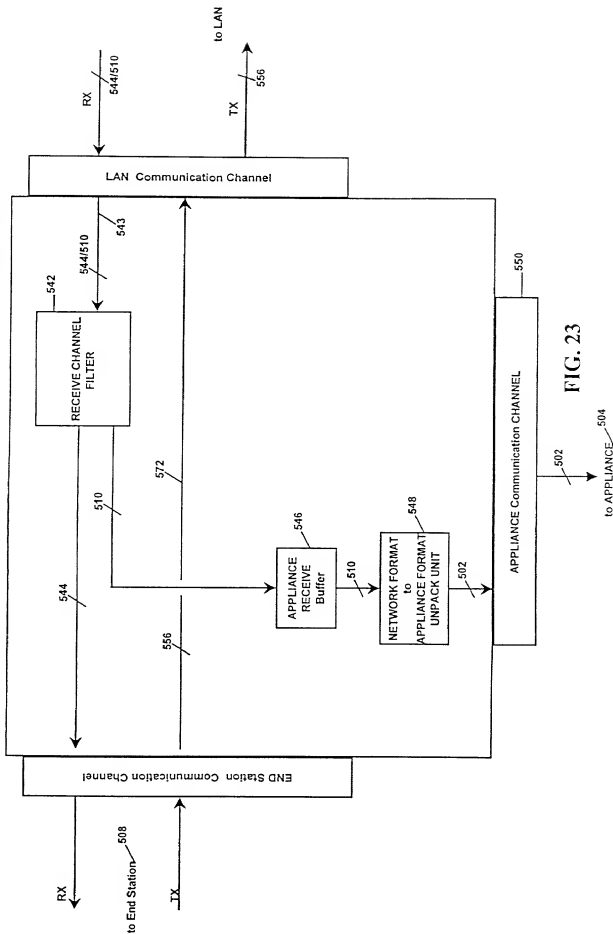 to LAN
RX
544/510
TX
556
LAN Communication Channel
543
544/510
542
RECEIVE CHANNEL
FILTER
544
510
572
556
546
APPLIANCE
RECEIVE
Buffer
510
548
NETWORK FORMAT
to
APPLIANCE FORMAT
UNPACK UNIT
502
END Station Communication Channel
RX
to End Station
508
TX
550
APPLIANCE Communication CHANNEL
502
to APPLIANCE
504
FIG. 23